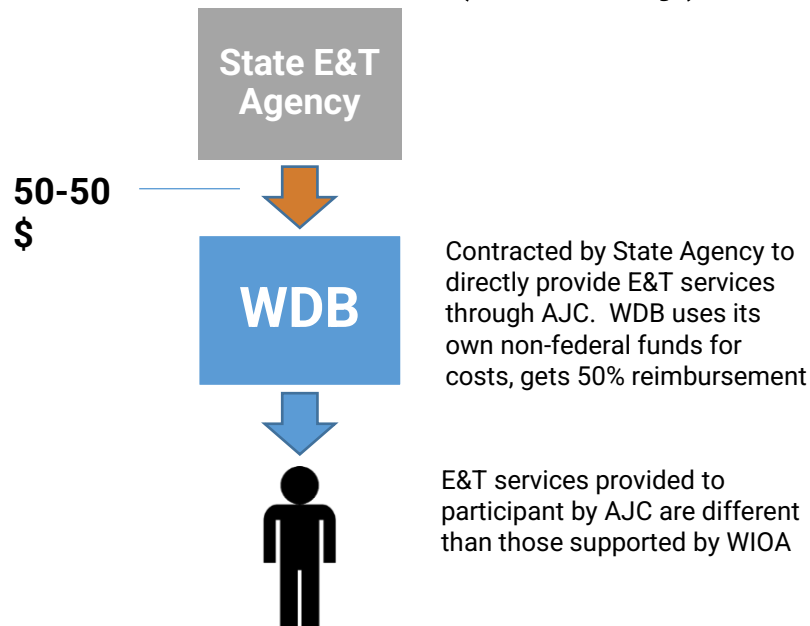 State E&T
Agency
50-50
$
WDB
Contracted by State Agency to
directly provide E&T services
through AJC.  WDB uses its
own non-federal funds for
costs, gets 50% reimbursement
E&T services provided to
participant by AJC are different
than those supported by WIOA